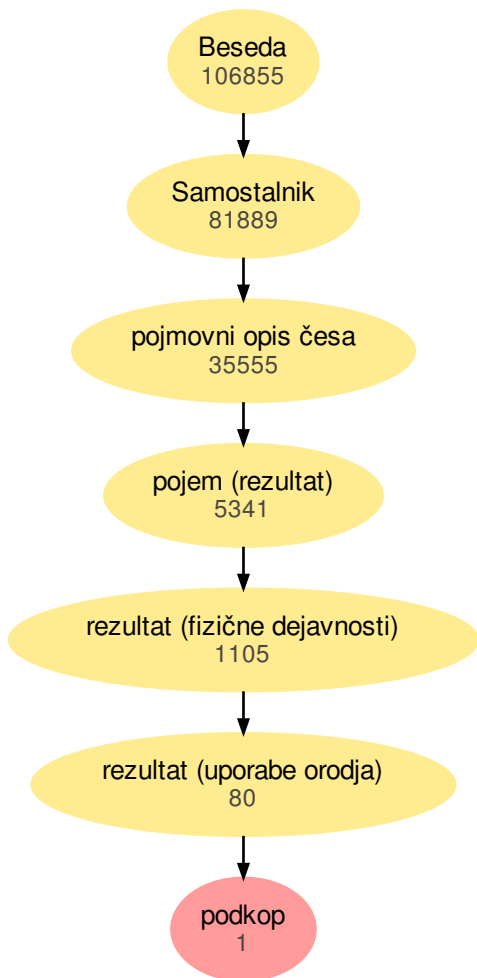 Beseda
106855
Samostalnik
81889
pojmovni opis česa
35555
pojem (rezultat)
5341
rezultat (fizične dejavnosti)
1105
rezultat (uporabe orodja)
80
podkop
1